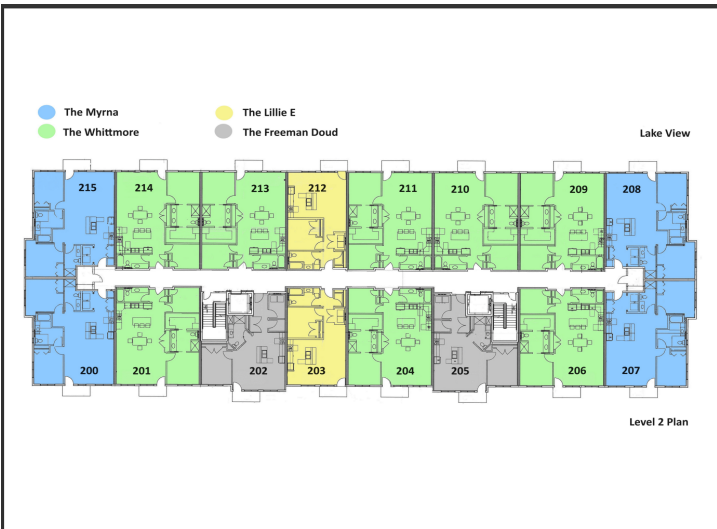 The Myrna
The Lillie E
The Whittmore
The Freeman Doud
Lake View
215
214
213
212
211
210
209
208
200
201
202
203
204
205
206
207
Level 2 Plan